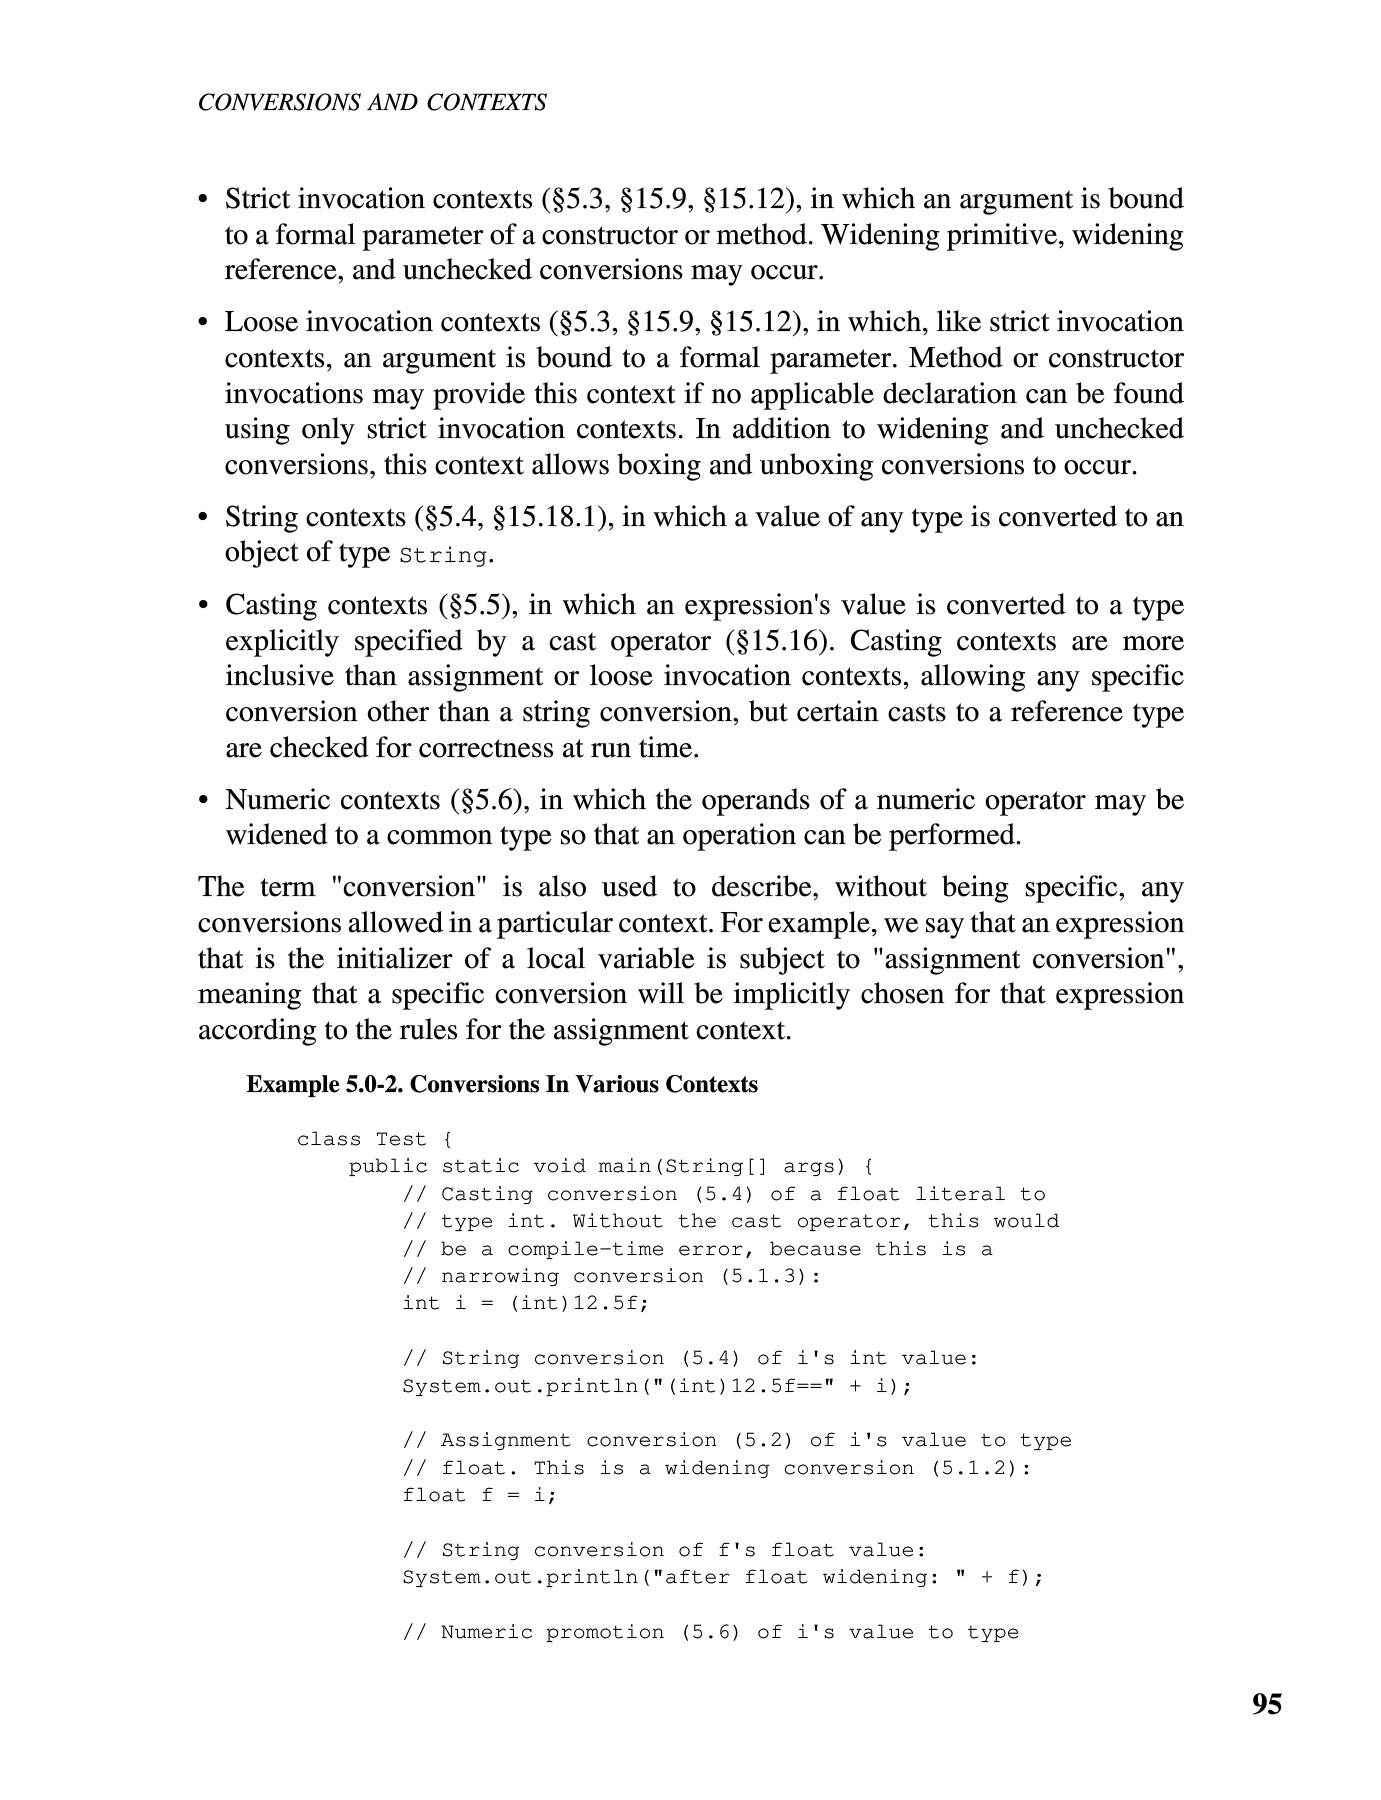 CONVERSIONS AND CONTEXTS
• Strict invocation contexts (§5.3, §15.9, §15.12), in which an argument is bound
to a formal parameter of a constructor or method. Widening primitive, widening
reference, and unchecked conversions may occur.
• Loose invocation contexts (§5.3, §15.9, §15.12), in which, like strict invocation
contexts, an argument is bound to a formal parameter. Method or constructor
invocations may provide this context if no applicable declaration can be found
using only strict invocation contexts. In addition to widening and unchecked
conversions, this context allows boxing and unboxing conversions to occur.
• String contexts (§5.4, §15.18.1), in which a value of any type is converted to an
object of type String.
• Casting contexts (§5.5), in which an expression's value is converted to a type
explicitly specified by a cast operator (§15.16). Casting contexts are more
inclusive than assignment or loose invocation contexts, allowing any specific
conversion other than a string conversion, but certain casts to a reference type
are checked for correctness at run time.
• Numeric contexts (§5.6), in which the operands of a numeric operator may be
widened to a common type so that an operation can be performed.
The term "conversion" is also used to describe, without being specific, any
conversions allowed in a particular context. For example, we say that an expression
that is the initializer of a local variable is subject to "assignment conversion",
meaning that a specific conversion will be implicitly chosen for that expression
according to the rules for the assignment context.
Example 5.0-2. Conversions In Various Contexts
class Test {
    public static void main(String[] args) {
        // Casting conversion (5.4) of a float literal to
        // type int. Without the cast operator, this would
        // be a compile-time error, because this is a
        // narrowing conversion (5.1.3):
        int i = (int)12.5f;
        // String conversion (5.4) of i's int value:
        System.out.println("(int)12.5f==" + i);
        // Assignment conversion (5.2) of i's value to type
        // float. This is a widening conversion (5.1.2):
        float f = i;
        // String conversion of f's float value:
        System.out.println("after float widening: " + f);
        // Numeric promotion (5.6) of i's value to type
95